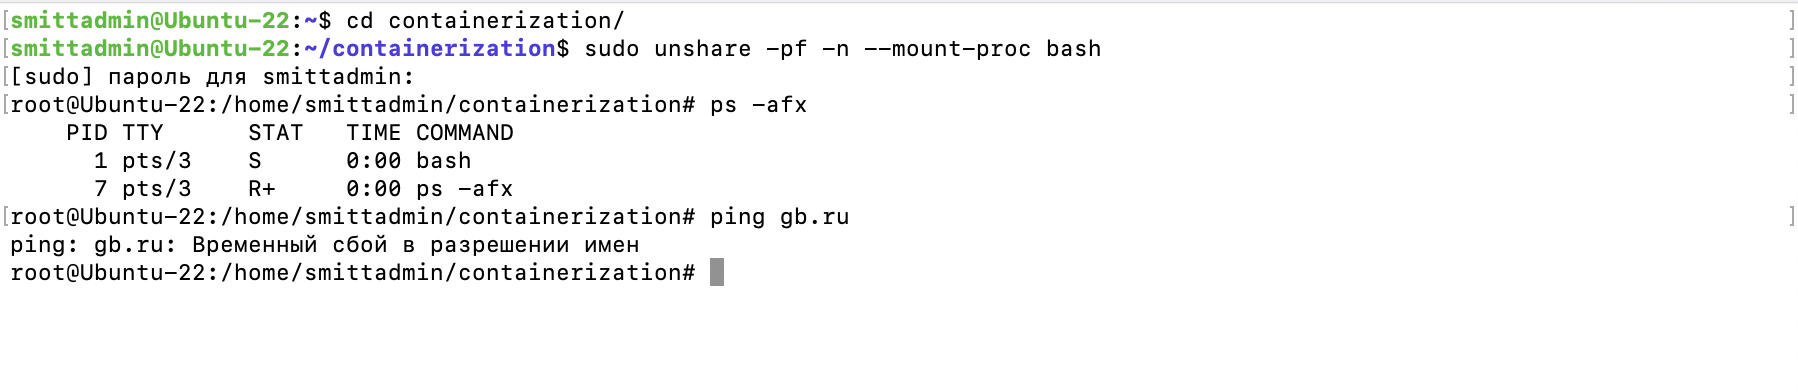 [smittadmin@Ubuntu-22:~$ cd containerization/ ]
[smittadmin@Ubuntu-22:~/containerization$ sudo unshare -pf -n --mount-proc bash ]
[[sudo] пароль для smittadmin: ]
[root@Ubuntu-22:/home/smittadmin/containerization# ps -afx ]
PID TTY STAT TIME COMMAND
1 pts/3 S 0:00 bash
7 pts/3 R+ 0:00 ps -afx
[root@Ubuntu-22:/home/smittadmin/containerization# ping gb.ru ]
ping: gb.ru: Временный сбой в разрешении имен
root@Ubuntu-22:/home/smittadmin/containerization#